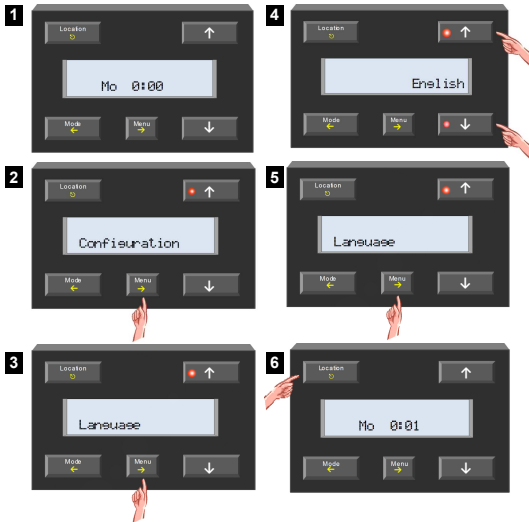 1
Location
Mo 0:00
Mode
Menu
2
Location
Configuration
Mode
Menu
3
Location
Language
Mode
Menu
4
Location
English
Mode
Menu
5
Location
Language
Mode
Menu
6
Location
Mo 0:01
Mode
Menu